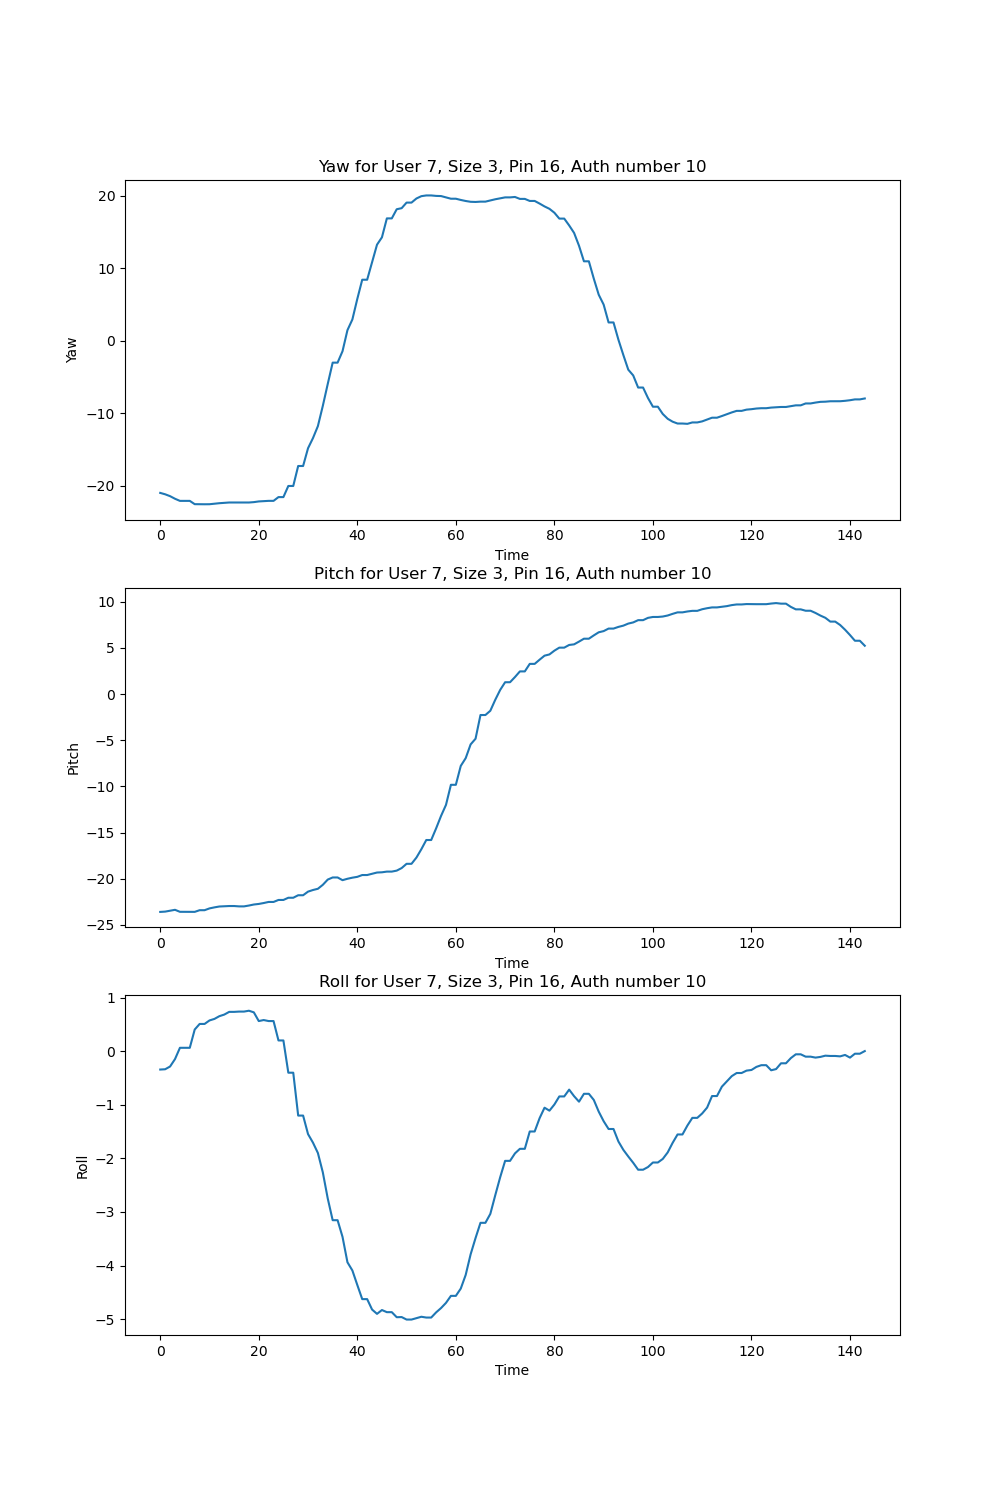 Yaw for User 7, Size 3, Pin 16, Auth number 10
20
10
0
−10
−20
Yaw
0 20 40 60 80 100 120 140
Time
Pitch for User 7, Size 3, Pin 16, Auth number 10
10
5
0
−5
−10
−15
−20
−25
Pitch
0 20 40 60 80 100 120 140
Time
Roll for User 7, Size 3, Pin 16, Auth number 10
1
0
−1
−2
−3
−4
−5
Roll
0 20 40 60 80 100 120 140
Time